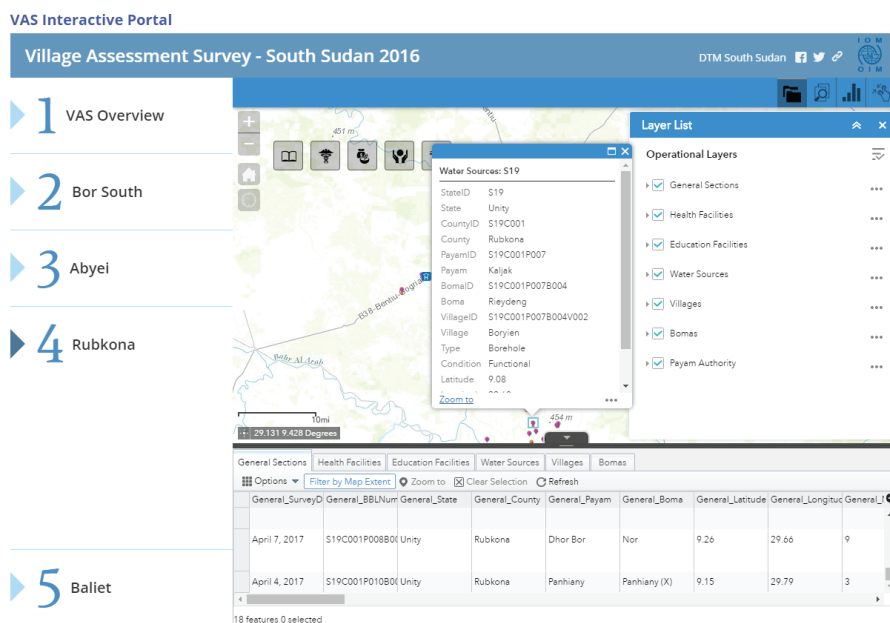 VAS Interactive Portal
Village Assessment Survey - South Sudan 2016
DTM South Sudan
IOM
OIM
1 VAS Overview
2 Bor South
3 Abyei
4 Rubkona
5 Baliet
451 m
B38-Bentiu-
Bahr Al Arab
454 m
10mi
29.131 9.428 Degrees
Water Sources: S19
StateID S19
State Unity
CountyID S19C001
County Rubkona
PayamID S19C001P007
Payam Kaljak
BomaID S19C001P007B004
Boma Rieydeng
VillageID S19C001P007B004V002
Village Boryien
Type Borehole
Condition Functional
Latitude 9.08
Zoom to
Layer List
Operational Layers
General Sections
Health Facilities
Education Facilities
Water Sources
Villages
Bomas
Payam Authority
General Sections Health Facilities Education Facilities Water Sources Villages Bomas
Options Filter by Map Extent Zoom to Clear Selection Refresh
General_SurveyD General_BBLNum General_State General_County General_Payam General_Boma General_Latitude General_Longitud General_
April 7, 2017 S19C001P008B00 Unity Rubkona Dhor Bor Nor 9.26 29.66 9
April 4, 2017 S19C001P010B00 Unity Rubkona Panhiany Panhiany (X) 9.15 29.79 3
18 features 0 selected